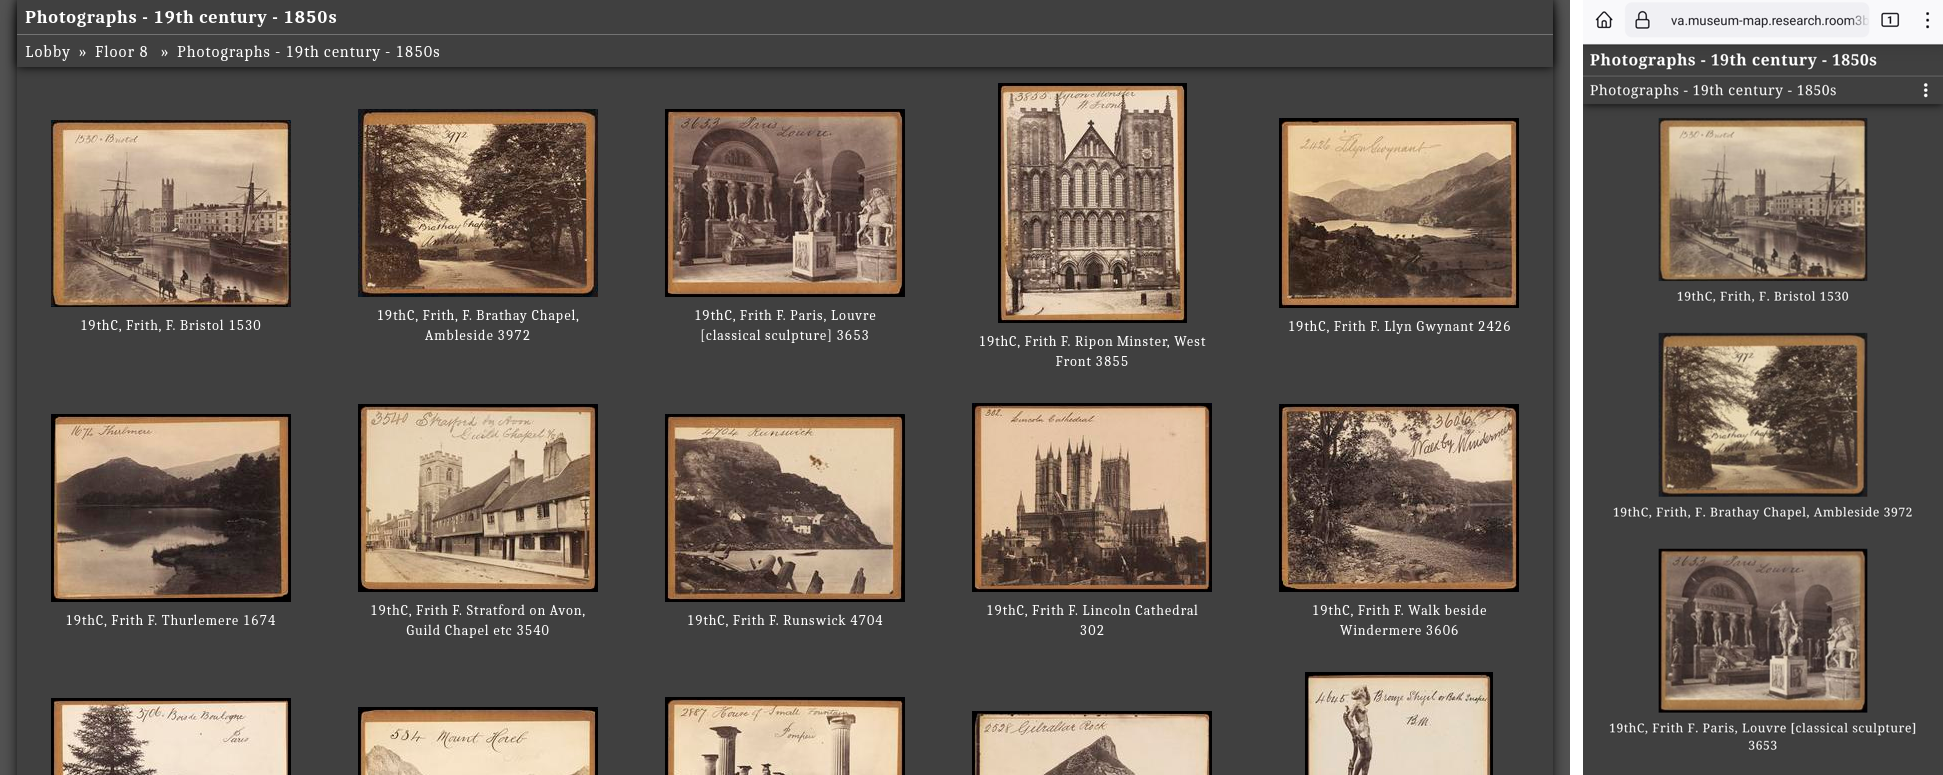 Photographs - 19th century - 1850s
Lobby » Floor 8 » Photographs - 19th century - 1850s
1530 · Bristol
19thC, Frith, F. Bristol 1530
3972
Brathay Chapel
Ambleside
19thC, Frith, F. Brathay Chapel,
Ambleside 3972
3653 Paris
Louvre
19thC, Frith F. Paris, Louvre
[classical sculpture] 3653
3855. Ripon Minster
W. Front
19thC, Frith F. Ripon Minster, West
Front 3855
2426 Llyn Gwynant
19thC, Frith F. Llyn Gwynant 2426
Thurlmere
19thC, Frith F. Thurlemere 1674
3540 Stratford on Avon
Guild Chapel &c
19thC, Frith F. Stratford on Avon,
Guild Chapel etc 3540
4704 Runswick
19thC, Frith F. Runswick 4704
302. Lincoln Cathedral
19thC, Frith F. Lincoln Cathedral
302
3606
Walk by Windermere
19thC, Frith F. Walk beside
Windermere 3606
3706. Bois de Boulogne
Paris
534 Mount Horeb
2887 House of Small Fountain
Pompeii
2528 Gibraltar Rock
Bronze
B.M.
va.museum-map.research.room3b
1
Photographs - 19th century - 1850s
Photographs - 19th century - 1850s
1530 · Bristol
19thC, Frith, F. Bristol 1530
3972
Brathay Chapel
Ambleside
19thC, Frith, F. Brathay Chapel, Ambleside 3972
3653 Paris
Louvre
19thC, Frith F. Paris, Louvre [classical sculpture]
3653